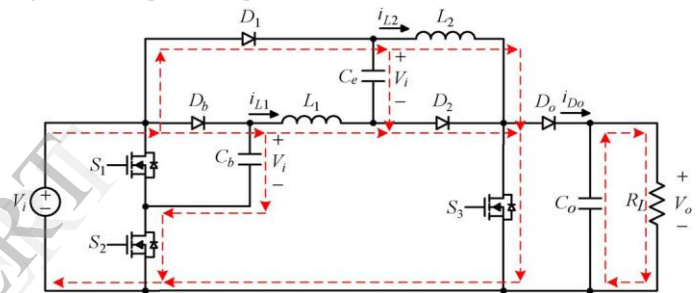 D1
iL2
L2
+
Ce
Vi
−
Db
iL1
L1
D2
Do
iDo
+
Cb
Vi
−
S1
Vi
+
−
S2
S3
Co
RL
+
Vo
−
ERT